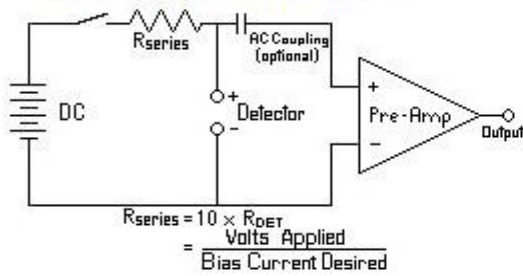 Rseries
AC Coupling
(optional)
+
DC
+
Detector
Pre-Amp
-
-
Output
Rseries = 10 × RDET
= Volts Applied
Bias Current Desired